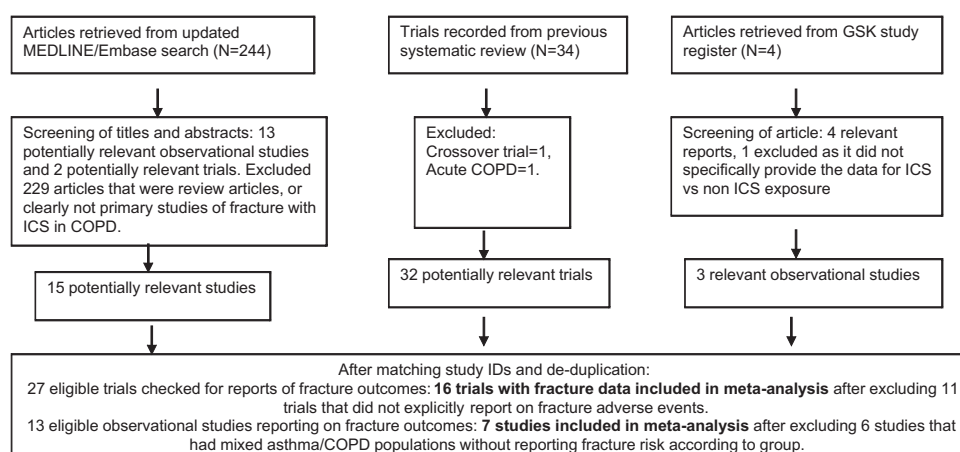 Articles retrieved from updated
MEDLINE/Embase search (N=244)
Trials recorded from previous
systematic review (N=34)
Articles retrieved from GSK study
register (N=4)
Screening of titles and abstracts: 13
potentially relevant observational studies
and 2 potentially relevant trials. Excluded
229 articles that were review articles, or
clearly not primary studies of fracture with
ICS in COPD.
Excluded:
Crossover trial=1,
Acute COPD=1.
Screening of article: 4 relevant
reports, 1 excluded as it did not
specifically provide the data for ICS
vs non ICS exposure
15 potentially relevant studies
32 potentially relevant trials
3 relevant observational studies
After matching study IDs and de-duplication:
27 eligible trials checked for reports of fracture outcomes: 16 trials with fracture data included in meta-analysis after excluding 11
trials that did not explicitly report on fracture adverse events.
13 eligible observational studies reporting on fracture outcomes: 7 studies included in meta-analysis after excluding 6 studies that
had mixed asthma/COPD populations without reporting fracture risk according to group.